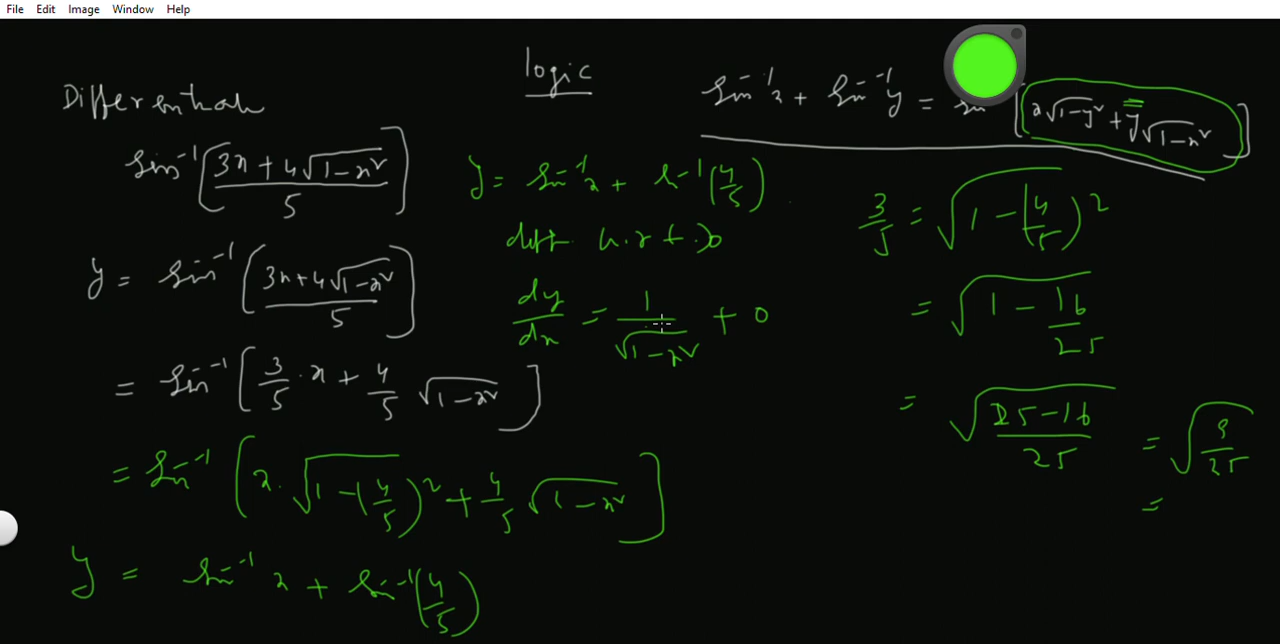 File Edit Image Window Help
logic
Differentiate
sin⁻¹[(3x + 4√(1-x²))/5]
y = sin⁻¹[(3x + 4√(1-x²))/5]
= sin⁻¹[3/5 · x + 4/5 √(1-x²)]
= sin⁻¹[x · √(1-(4/5)²) + 4/5 √(1-x²)]
y = sin⁻¹ x + sin⁻¹(4/5)
y = sin⁻¹x + sin⁻¹(4/5)
diff. w.r.t. x
dy/dx = 1/√(1-x²) + 0
sin⁻¹x + sin⁻¹y = [x√(1-y²) + y√(1-x²)]
3/5 = √(1 - (4/5)²)
= √(1 - 16/25)
= √((25-16)/25) = √(9/25)
=